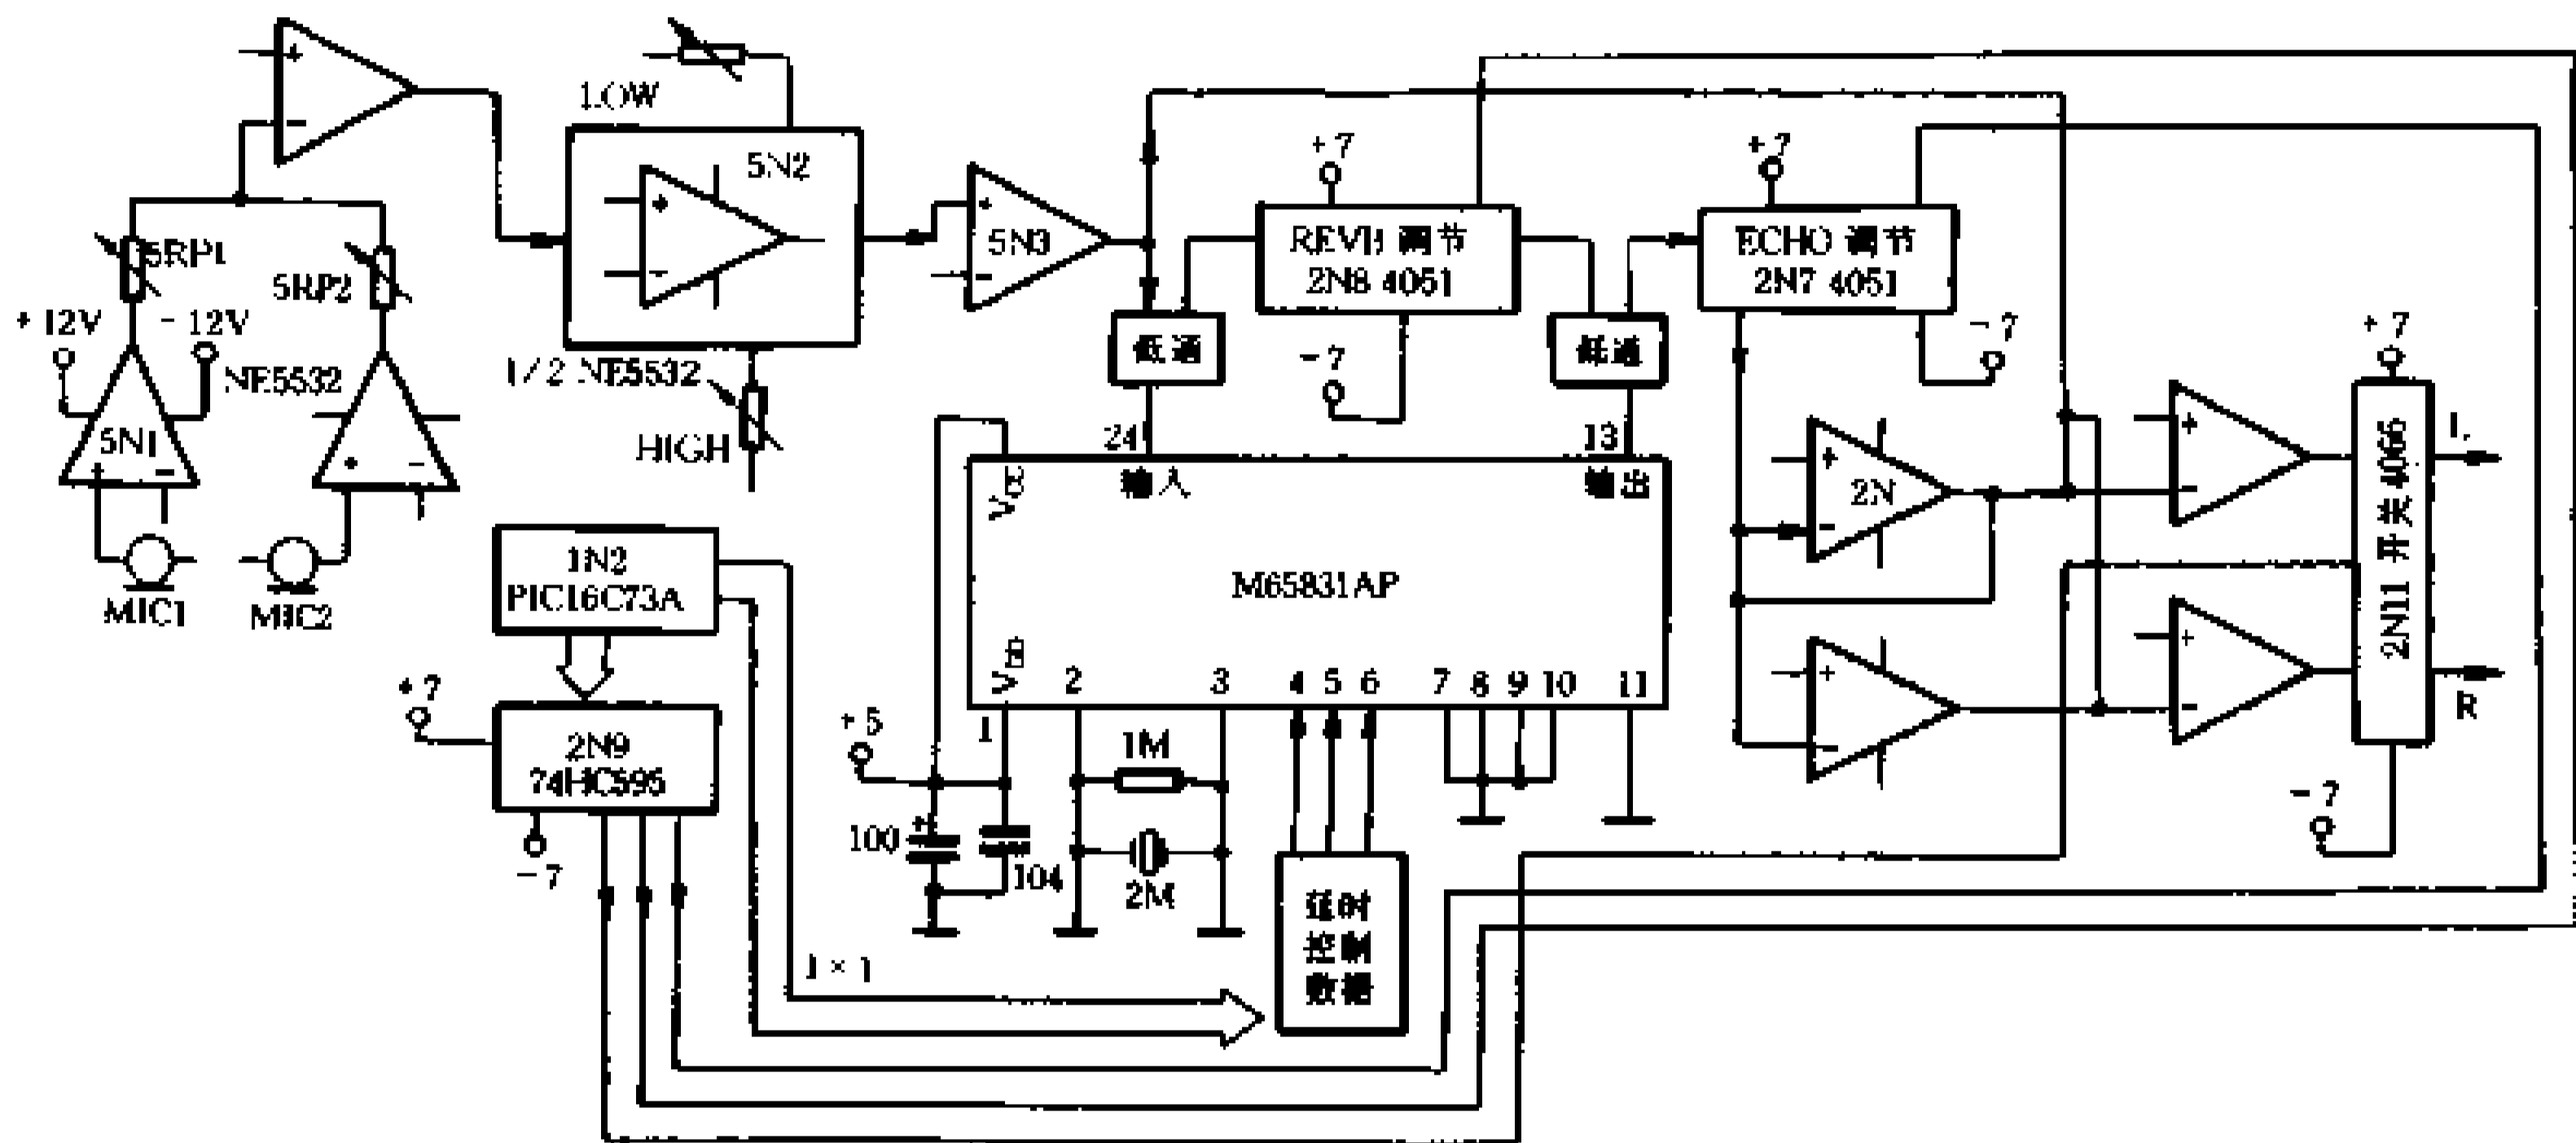 LOW
5N2
5RP1
5RP2
+12V
-12V
NE5532
5N1
MIC1
MIC2
1/2 NE5532
HIGH
5N3
+7
REVB 调节
2N8 4051
-7
+7
ECHO 调节
2N7 4051
-7
低通
低通
24
13
Vcc
输入
输出
M65831AP
1
2
3
4
5
6
7
8
9
10
11
1N2
PIC16C73A
+7
2N9
74HC595
-7
+5
100
104
1M
2M
延时
控制
数据
1×1
2N
+7
2N11 开关 4066
L
R
-7